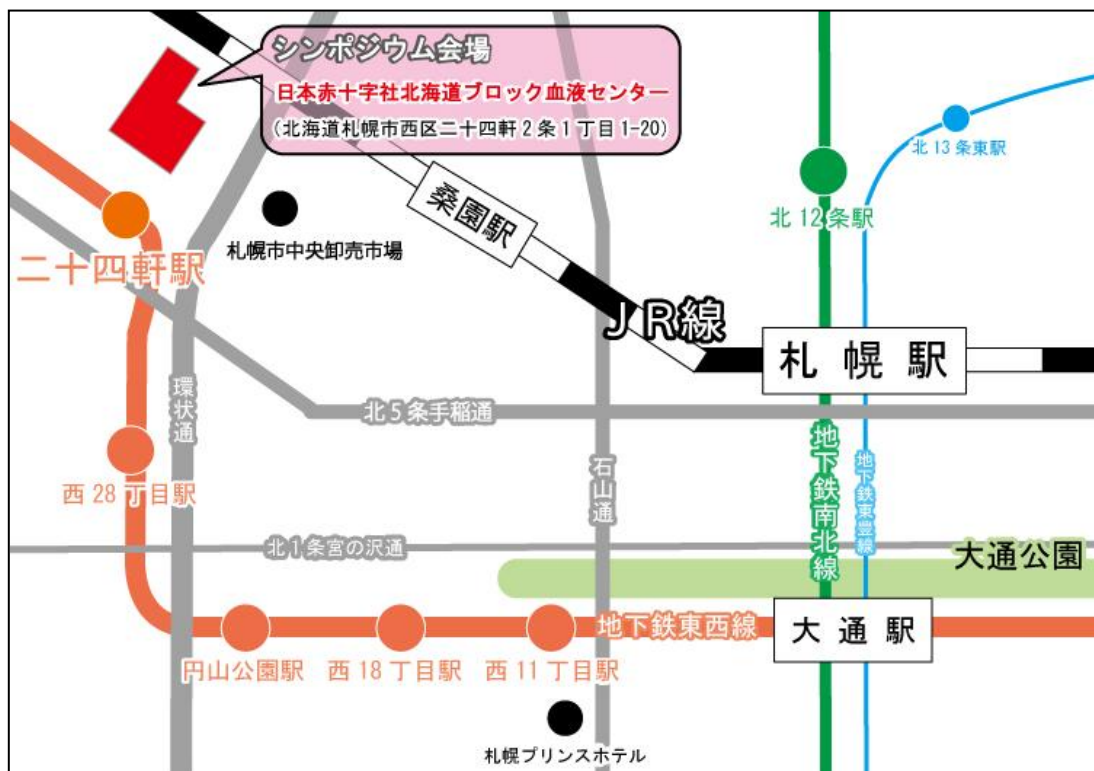 シンポジウム会場
日本赤十字社北海道ブロック血液センター
(北海道札幌市西区二十四軒2条1丁目1-20)
北13条東駅
桑園駅
北12条駅
札幌市中央卸売市場
二十四軒駅
JR線
札幌駅
環状通
北5条手稲通
地下鉄南北線
地下鉄東豊線
石山通
西28丁目駅
北1条宮の沢通
大通公園
地下鉄東西線
大通駅
円山公園駅
西18丁目駅
西11丁目駅
札幌プリンスホテル